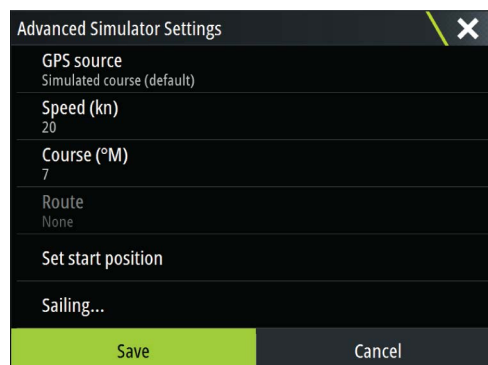 Advanced Simulator Settings
GPS source
Simulated course (default)
Speed (kn)
20
Course (°M)
7
Route
None
Set start position
Sailing...
Save
Cancel